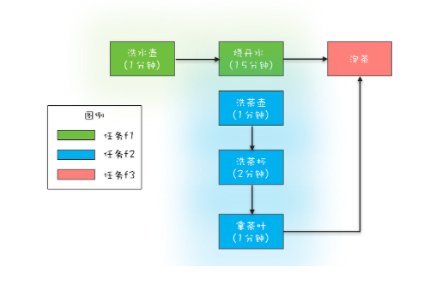 洗水壶
(1分钟)
烧开水
(15分钟)
泡茶
洗茶壶
(1分钟)
洗茶杯
(2分钟)
拿茶叶
(1分钟)
图例
任务f1
任务f2
任务f3